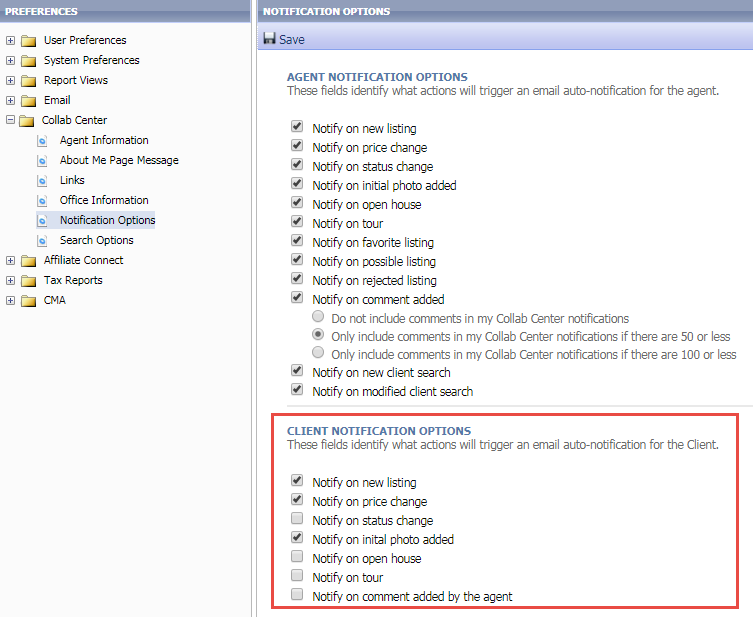 PREFERENCES
User Preferences
System Preferences
Report Views
Email
Collab Center
Agent Information
About Me Page Message
Links
Office Information
Notification Options
Search Options
Affiliate Connect
Tax Reports
CMA
NOTIFICATION OPTIONS
Save
AGENT NOTIFICATION OPTIONS
These fields identify what actions will trigger an email auto-notification for the agent.
Notify on new listing
Notify on price change
Notify on status change
Notify on initial photo added
Notify on open house
Notify on tour
Notify on favorite listing
Notify on possible listing
Notify on rejected listing
Notify on comment added
Do not include comments in my Collab Center notifications
Only include comments in my Collab Center notifications if there are 50 or less
Only include comments in my Collab Center notifications if there are 100 or less
Notify on new client search
Notify on modified client search
CLIENT NOTIFICATION OPTIONS
These fields identify what actions will trigger an email auto-notification for the Client.
Notify on new listing
Notify on price change
Notify on status change
Notify on inital photo added
Notify on open house
Notify on tour
Notify on comment added by the agent